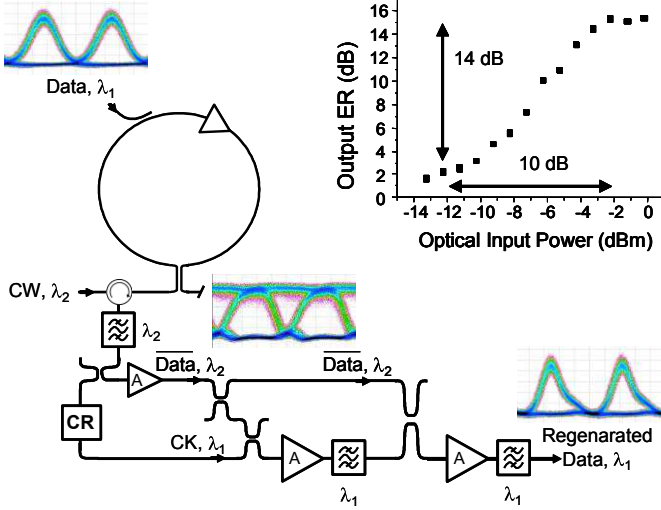 Data, λ1
16
14
12
10
8
6
4
2
0
Output ER (dB)
14 dB
10 dB
-14 -12 -10 -8 -6 -4 -2 0
Optical Input Power (dBm)
CW, λ2
λ2
A
Data, λ2
Data, λ2
CR
CK, λ1
A
λ1
A
λ1
Regenarated
Data, λ1